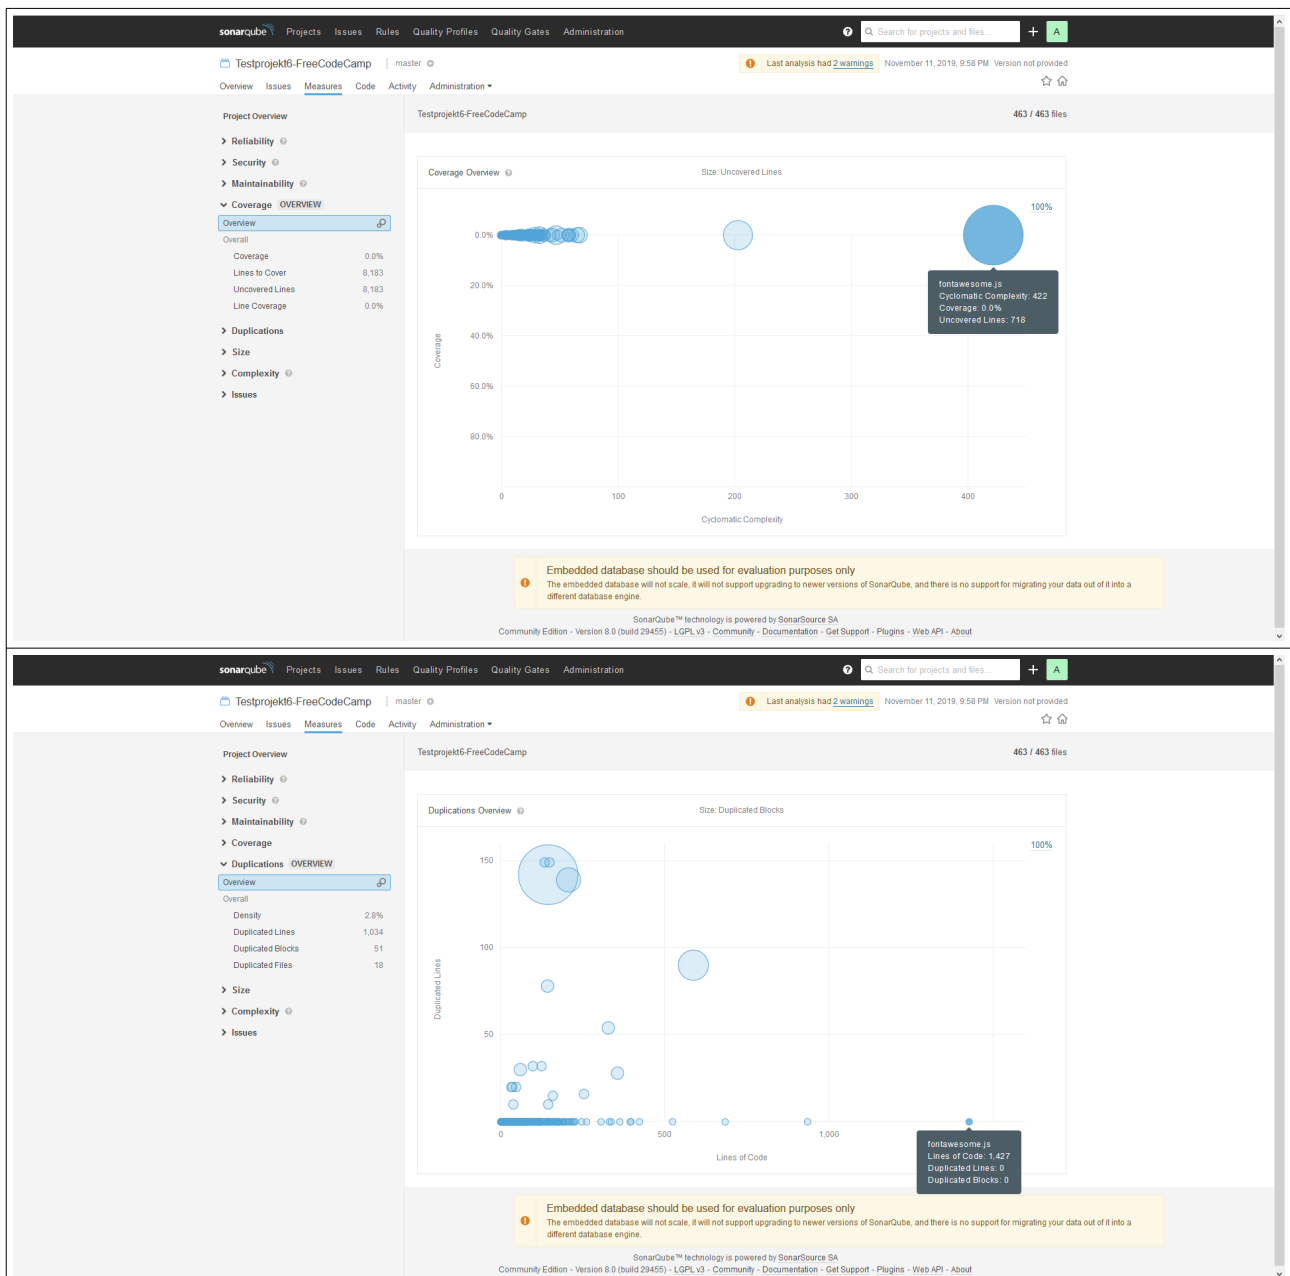 sonarqube Projects Issues Rules Quality Profiles Quality Gates Administration Search for projects and files... A
Testprojekt6-FreeCodeCamp master Last analysis had 2 warnings November 11, 2019, 9:58 PM Version not provided
Overview Issues Measures Code Activity Administration
Project Overview
Testprojekt6-FreeCodeCamp 463 / 463 files
Reliability
Security
Maintainability
Coverage OVERVIEW
Overview
Overall
Coverage 0.0%
Lines to Cover 8,183
Uncovered Lines 8,183
Line Coverage 0.0%
Duplications
Size
Complexity
Issues
Coverage Overview Size: Uncovered Lines
100%
0.0%
20.0%
40.0%
60.0%
80.0%
Coverage
fontawesome.js
Cyclomatic Complexity: 422
Coverage: 0.0%
Uncovered Lines: 718
0 100 200 300 400
Cyclomatic Complexity
Embedded database should be used for evaluation purposes only
The embedded database will not scale, it will not support upgrading to newer versions of SonarQube, and there is no support for migrating your data out of it into a
different database engine.
SonarQube™ technology is powered by SonarSource SA
Community Edition - Version 8.0 (build 29455) - LGPL v3 - Community - Documentation - Get Support - Plugins - Web API - About
sonarqube Projects Issues Rules Quality Profiles Quality Gates Administration Search for projects and files... A
Testprojekt6-FreeCodeCamp master Last analysis had 2 warnings November 11, 2019, 9:58 PM Version not provided
Overview Issues Measures Code Activity Administration
Project Overview
Testprojekt6-FreeCodeCamp 463 / 463 files
Reliability
Security
Maintainability
Coverage
Duplications OVERVIEW
Overview
Overall
Density 2.8%
Duplicated Lines 1,034
Duplicated Blocks 51
Duplicated Files 18
Size
Complexity
Issues
Duplications Overview Size: Duplicated Blocks
100%
150
100
50
Duplicated Lines
0 500 1,000
Lines of Code
fontawesome.js
Lines of Code: 1,427
Duplicated Lines: 0
Duplicated Blocks: 0
Embedded database should be used for evaluation purposes only
The embedded database will not scale, it will not support upgrading to newer versions of SonarQube, and there is no support for migrating your data out of it into a
different database engine.
SonarQube™ technology is powered by SonarSource SA
Community Edition - Version 8.0 (build 29455) - LGPL v3 - Community - Documentation - Get Support - Plugins - Web API - About